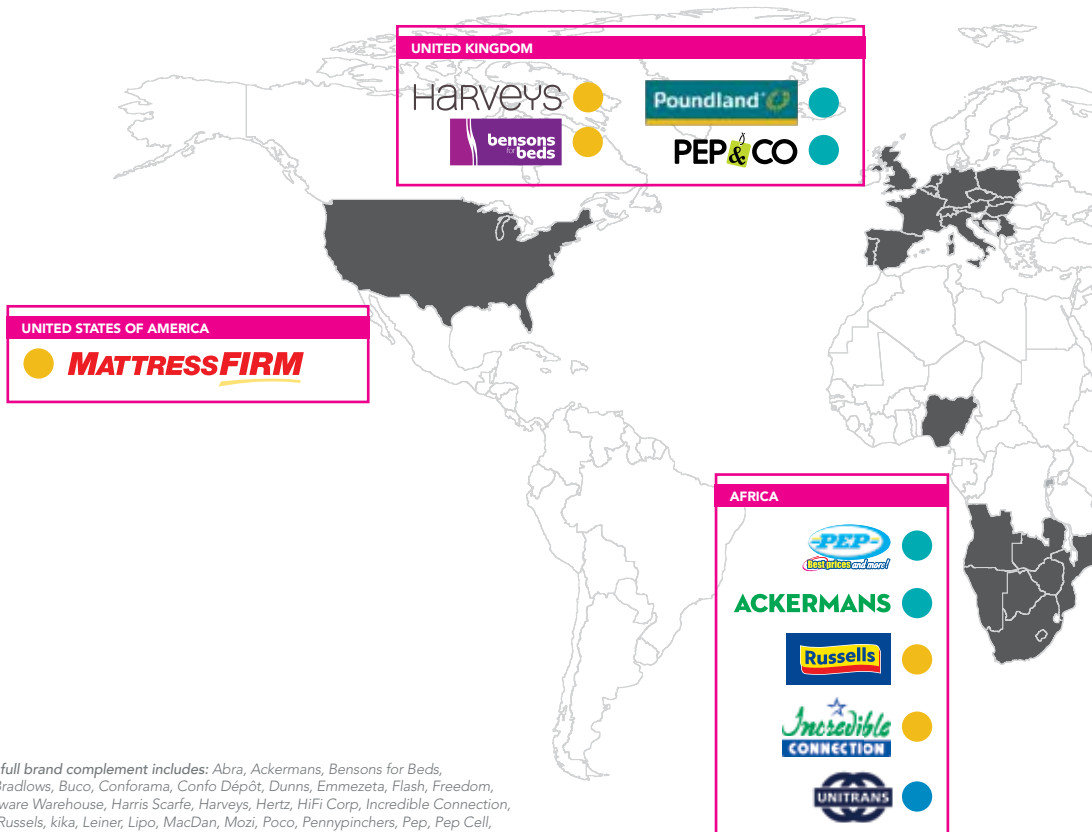 UNITED KINGDOM
HARVEYS
Poundland
bensons
for beds
PEP&CO
UNITED STATES OF AMERICA
MATTRESSFIRM
AFRICA
PEP
Best prices and more!
ACKERMANS
Russells
Incredible
CONNECTION
UNITRANS
full brand complement includes: Abra, Ackermans, Bensons for Beds,
Bradlows, Buco, Conforama, Confo Dépôt, Dunns, Emmezeta, Flash, Freedom,
ware Warehouse, Harris Scarfe, Harveys, Hertz, HiFi Corp, Incredible Connection,
Russels, kika, Leiner, Lipo, MacDan, Mozi, Poco, Pennypinchers, Pep, Pep Cell,